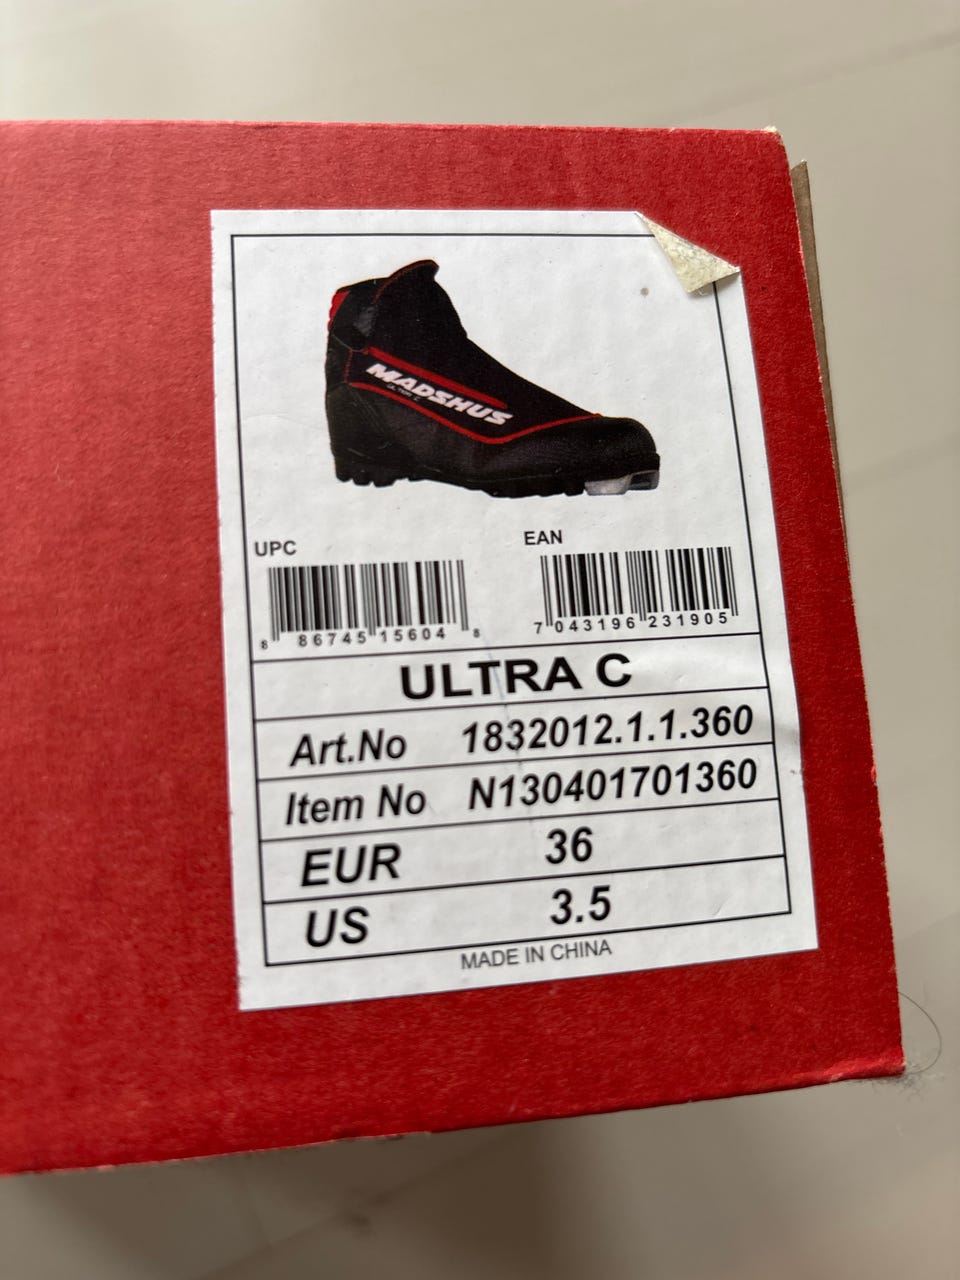 MADSHUS
ULTRA C
UPC
EAN
8 86745 15604 8
7 043196 231905
ULTRA C
Art.No 1832012.1.1.360
Item No N130401701360
EUR 36
US 3.5
MADE IN CHINA